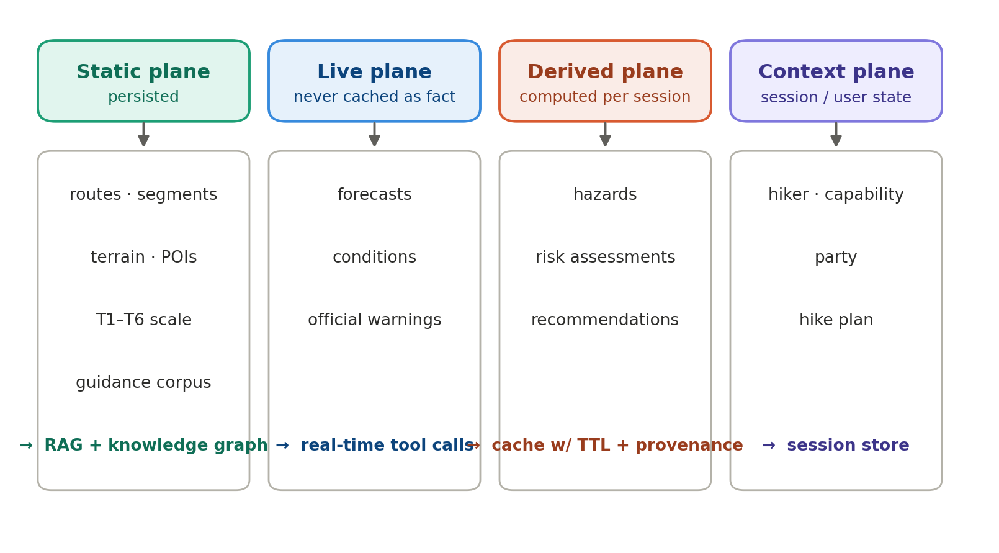 Static plane
persisted
routes · segments
terrain · POIs
T1–T6 scale
guidance corpus
→ RAG + knowledge graph
Live plane
never cached as fact
forecasts
conditions
official warnings
→ real-time tool calls
Derived plane
computed per session
hazards
risk assessments
recommendations
→ cache w/ TTL + provenance
Context plane
session / user state
hiker · capability
party
hike plan
→ session store